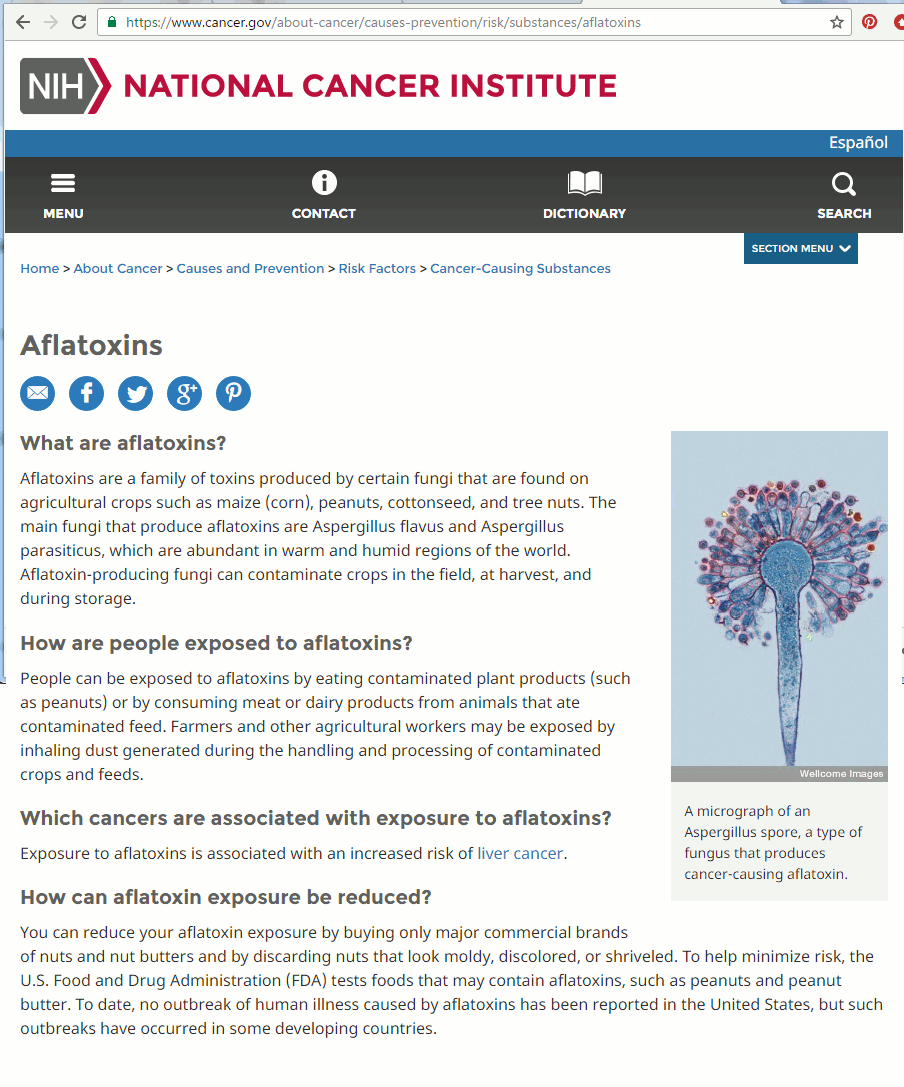 https://www.cancer.gov/about-cancer/causes-prevention/risk/substances/aflatoxins
NIH NATIONAL CANCER INSTITUTE
Español
MENU
CONTACT
DICTIONARY
SEARCH
SECTION MENU
Home > About Cancer > Causes and Prevention > Risk Factors > Cancer-Causing Substances
Aflatoxins
What are aflatoxins?
Aflatoxins are a family of toxins produced by certain fungi that are found on
agricultural crops such as maize (corn), peanuts, cottonseed, and tree nuts. The
main fungi that produce aflatoxins are Aspergillus flavus and Aspergillus
parasiticus, which are abundant in warm and humid regions of the world.
Aflatoxin-producing fungi can contaminate crops in the field, at harvest, and
during storage.
How are people exposed to aflatoxins?
People can be exposed to aflatoxins by eating contaminated plant products (such
as peanuts) or by consuming meat or dairy products from animals that ate
contaminated feed. Farmers and other agricultural workers may be exposed by
inhaling dust generated during the handling and processing of contaminated
crops and feeds.
Wellcome Images
A micrograph of an
Aspergillus spore, a type of
fungus that produces
cancer-causing aflatoxin.
Which cancers are associated with exposure to aflatoxins?
Exposure to aflatoxins is associated with an increased risk of liver cancer.
How can aflatoxin exposure be reduced?
You can reduce your aflatoxin exposure by buying only major commercial brands
of nuts and nut butters and by discarding nuts that look moldy, discolored, or shriveled. To help minimize risk, the
U.S. Food and Drug Administration (FDA) tests foods that may contain aflatoxins, such as peanuts and peanut
butter. To date, no outbreak of human illness caused by aflatoxins has been reported in the United States, but such
outbreaks have occurred in some developing countries.